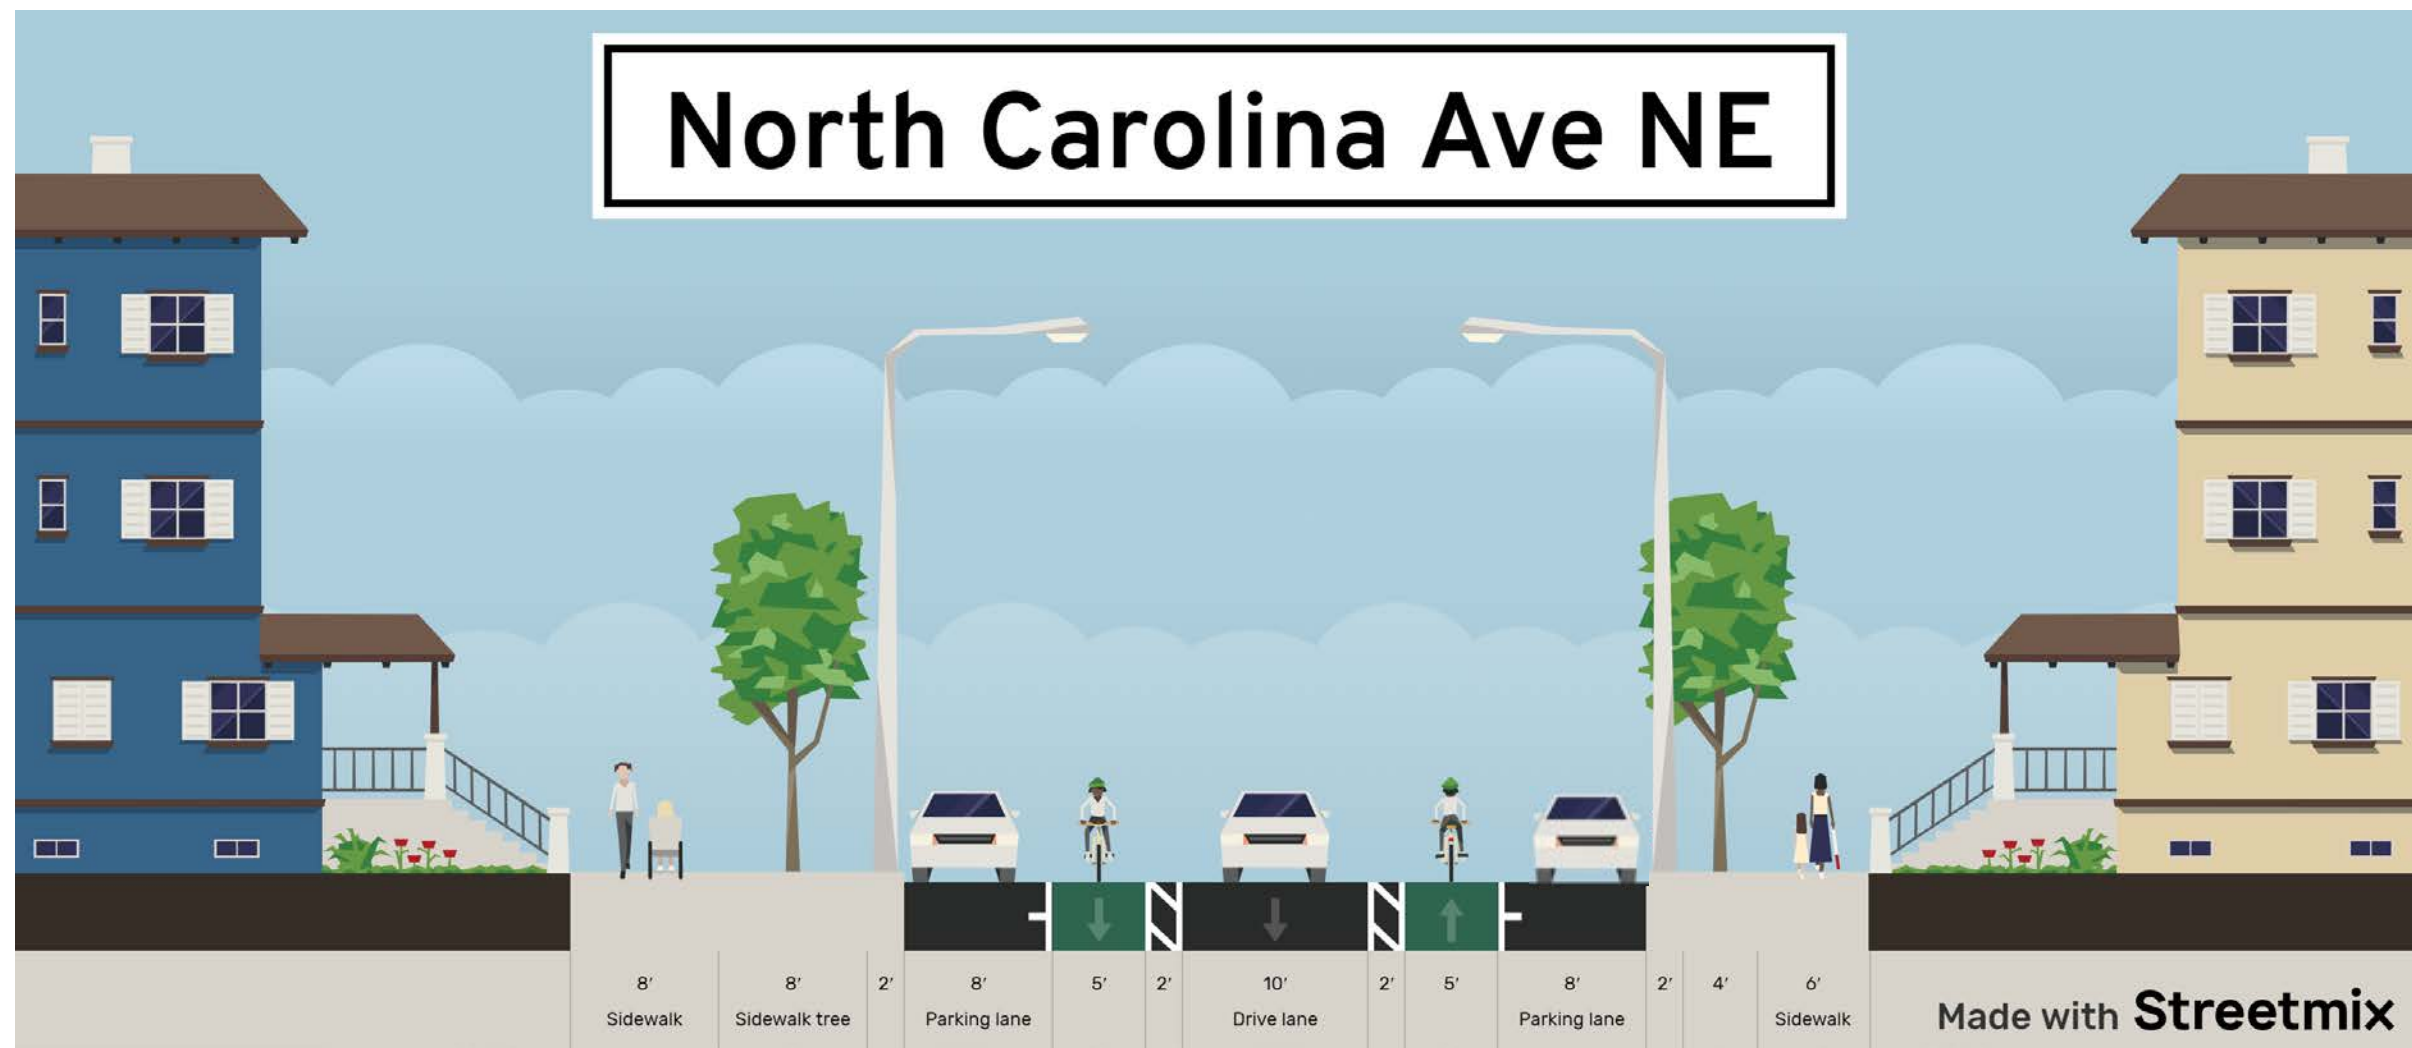 North Carolina Ave NE
8' 8' 2' 8' 5' 2' 10' 2' 5' 8' 2' 4' 6'
Sidewalk Sidewalk tree Parking lane Drive lane Parking lane Sidewalk
Made with Streetmix